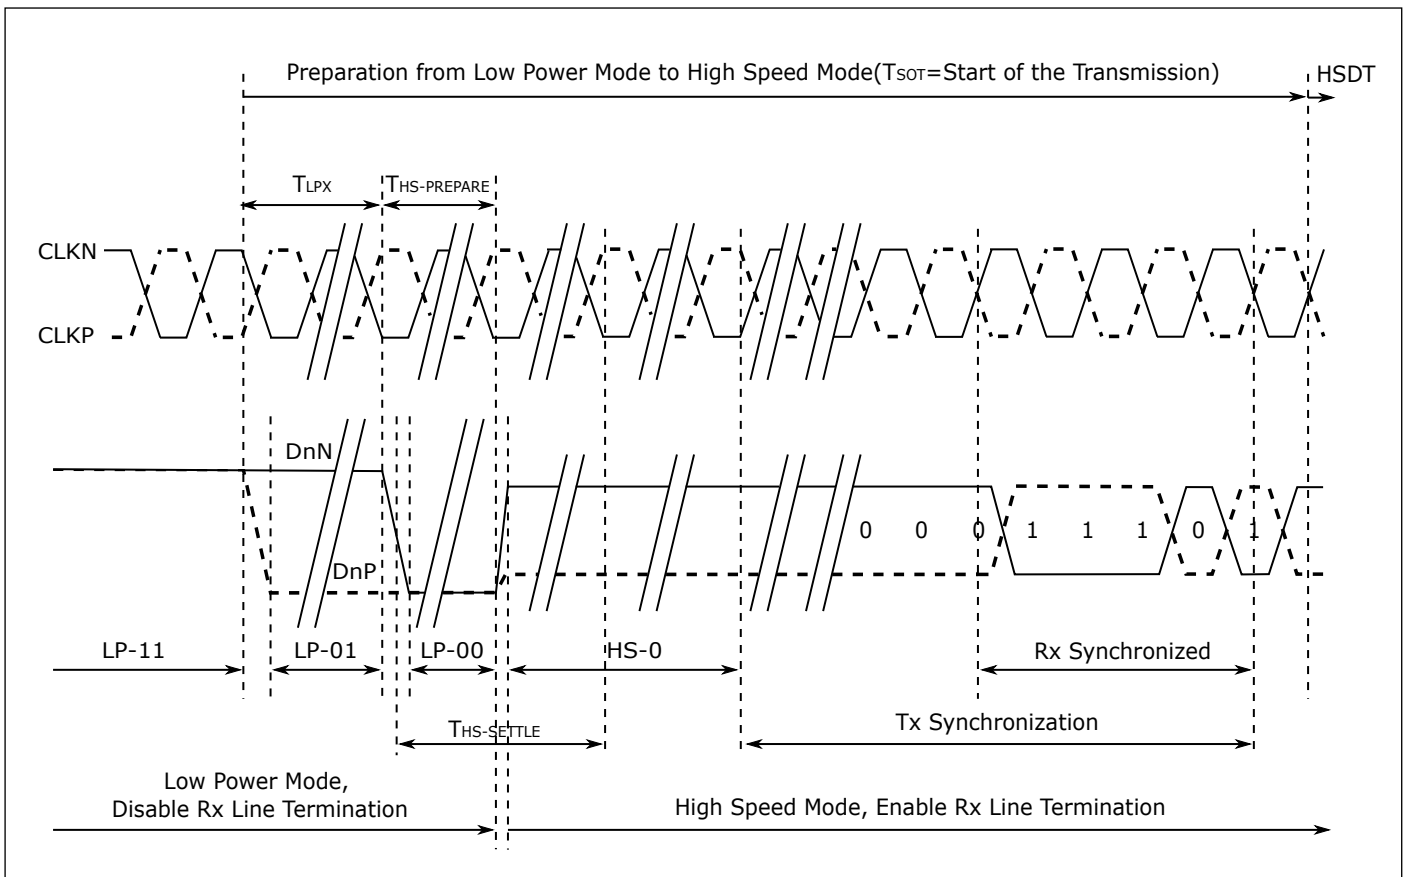 Preparation from Low Power Mode to High Speed Mode(TSOT=Start of the Transmission)
HSDT
TLPX
THS-PREPARE
CLKN
CLKP
DnN
DnP
0 0 0 1 1 1 0 1
LP-11
LP-01
LP-00
HS-0
Rx Synchronized
THS-SETTLE
Tx Synchronization
Low Power Mode,
Disable Rx Line Termination
High Speed Mode, Enable Rx Line Termination